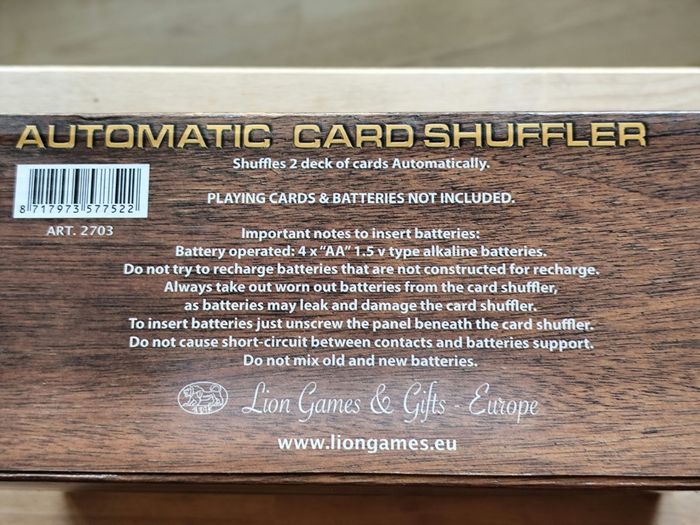 AUTOMATIC CARD SHUFFLER
Shuffles 2 deck of cards Automatically.
8 717973 577522
PLAYING CARDS & BATTERIES NOT INCLUDED.
ART. 2703
Important notes to insert batteries:
Battery operated: 4 x "AA" 1.5 v type alkaline batteries.
Do not try to recharge batteries that are not constructed for recharge.
Always take out worn out batteries from the card shuffler,
as batteries may leak and damage the card shuffler.
To insert batteries just unscrew the panel beneath the card shuffler.
Do not cause short-circuit between contacts and batteries support.
Do not mix old and new batteries.
Lion Games & Gifts - Europe
www.liongames.eu